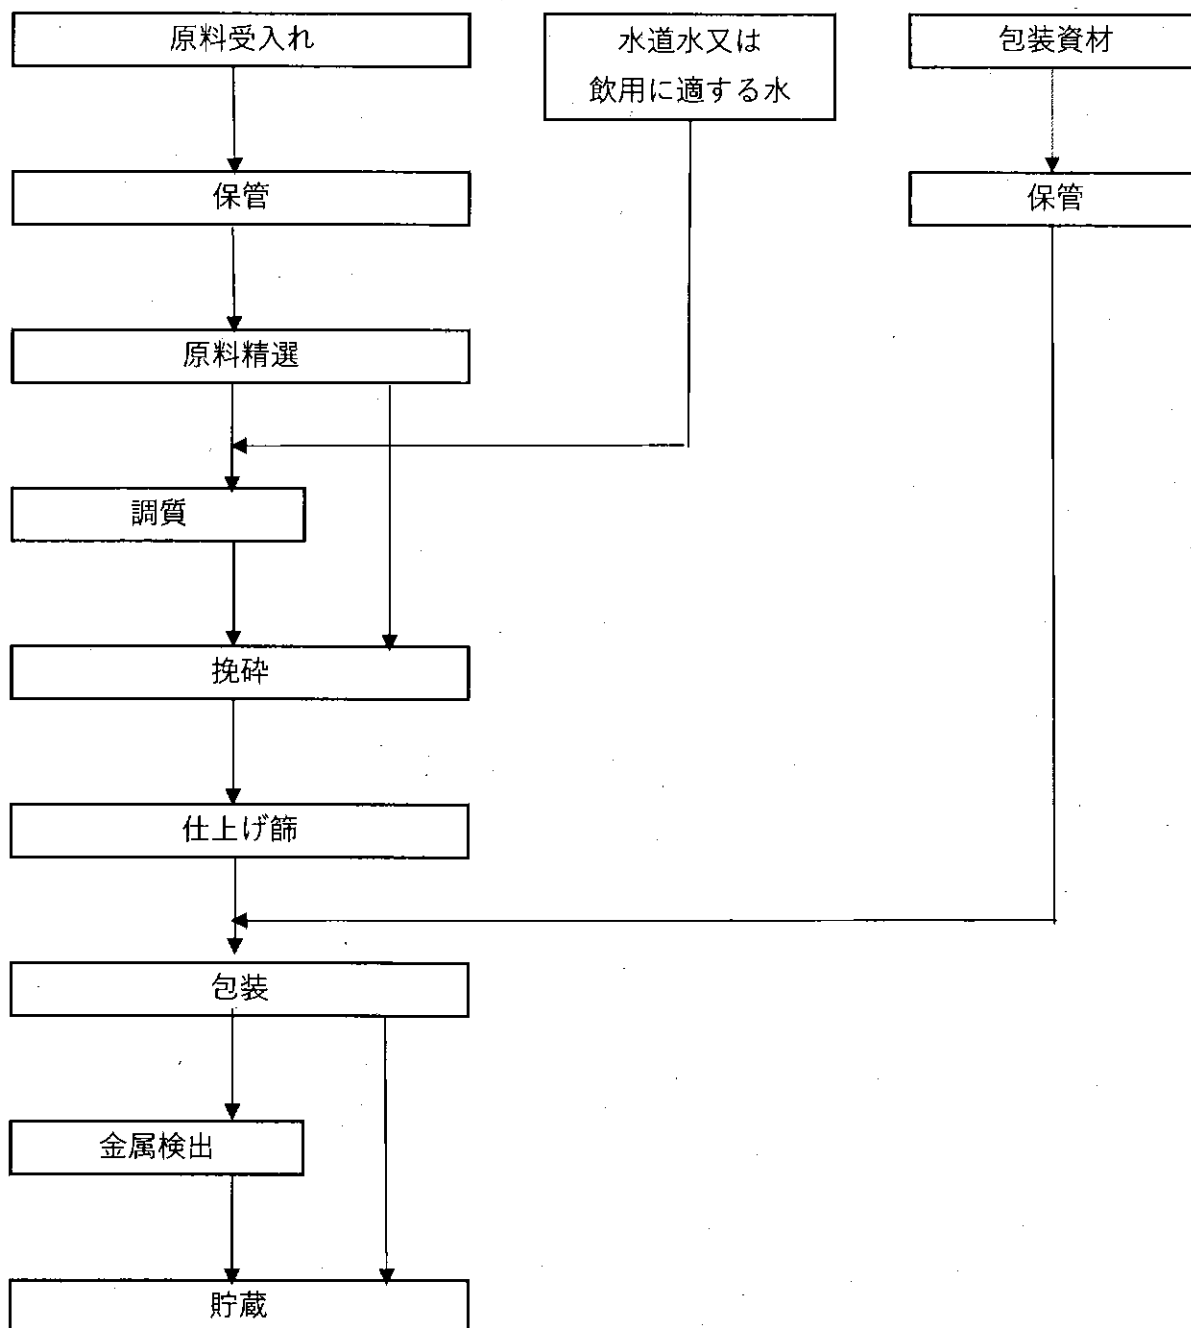 原料受入れ
水道水又は
飲用に適する水
包装資材
保管
保管
原料精選
調質
挽砕
仕上げ篩
包装
金属検出
貯蔵